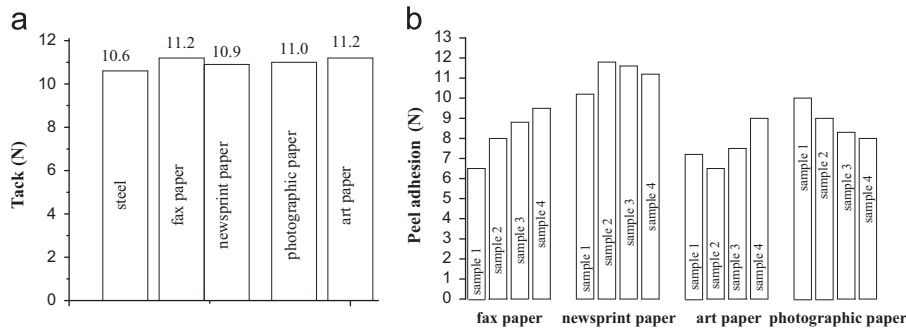 a
12
10
8
6
4
2
0
Tack (N)
10.6
11.2
10.9
11.0
11.2
steel
fax paper
newsprint paper
photographic paper
art paper
b
13
12
11
10
9
8
7
6
5
4
3
2
1
0
Peel adhesion (N)
sample 1
sample 2
sample 3
sample 4
sample 1
sample 2
sample 3
sample 4
sample 1
sample 2
sample 3
sample 4
sample 1
sample 2
sample 3
sample 4
fax paper
newsprint paper
art paper
photographic paper